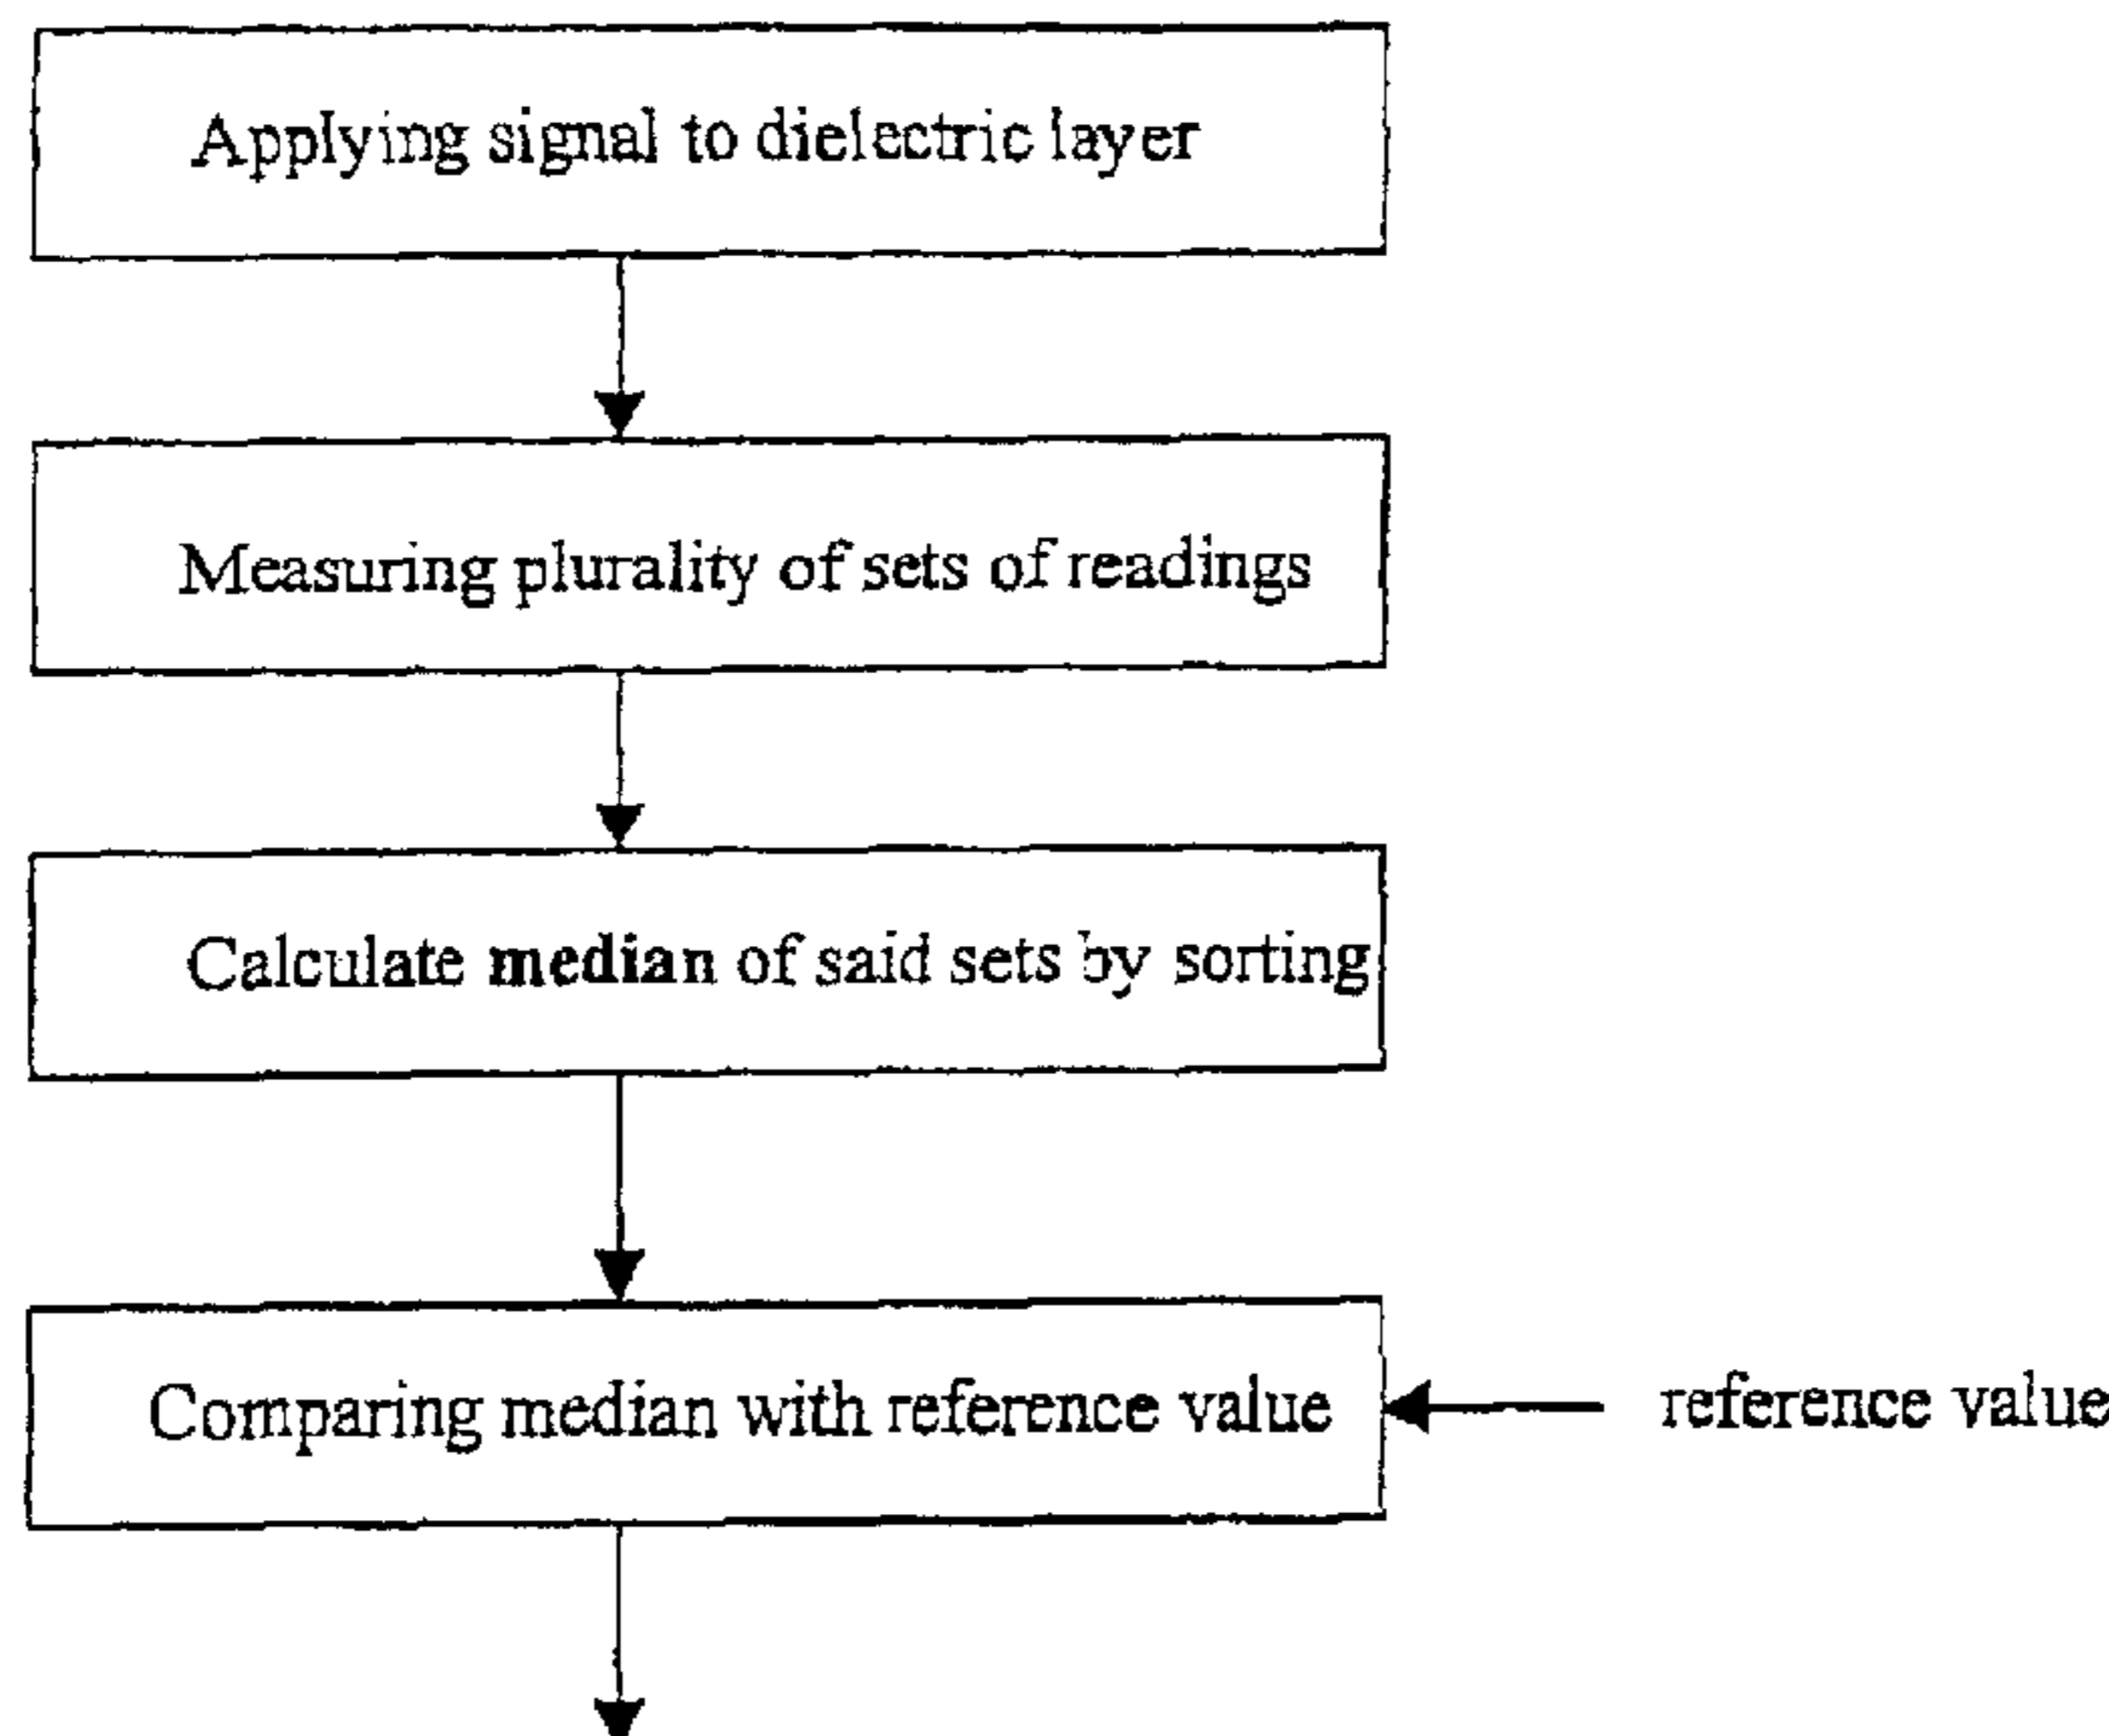 Applying signal to dielectric layer
Measuring plurality of sets of readings
Calculate median of said sets by sorting
Comparing median with reference value
reference value